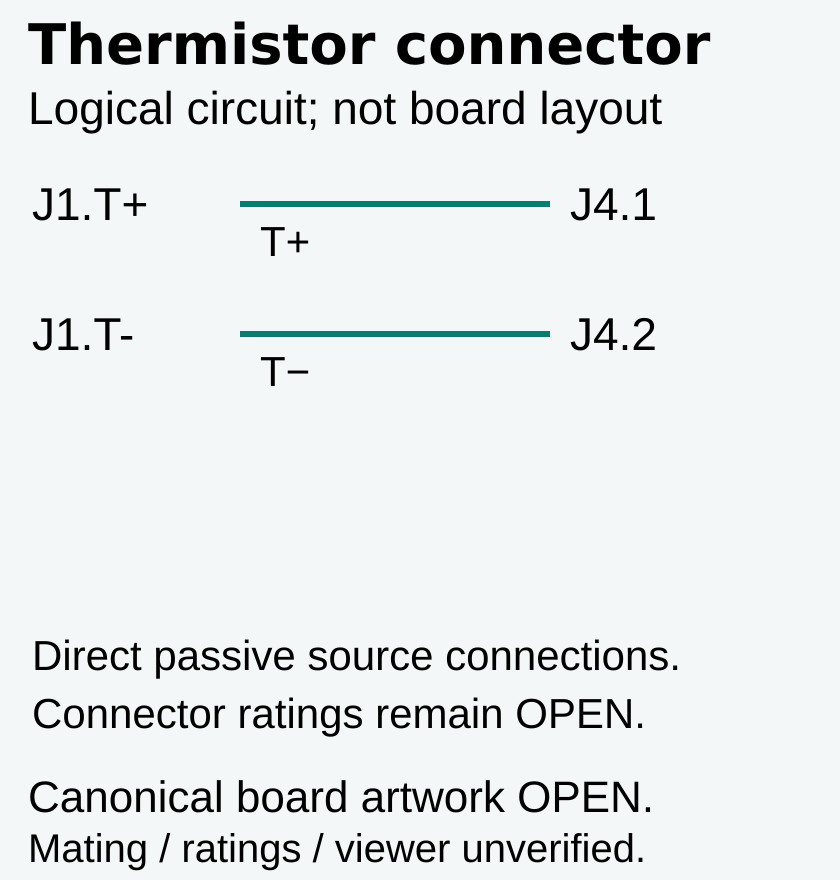 Thermistor connector
Logical circuit; not board layout
J1.T+ J4.1
T+
J1.T- J4.2
T−
Direct passive source connections.
Connector ratings remain OPEN.
Canonical board artwork OPEN.
Mating / ratings / viewer unverified.